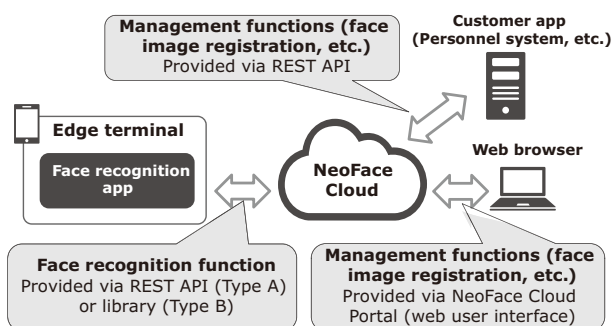 Management functions (face
image registration, etc.)
Provided via REST API
Customer app
(Personnel system, etc.)
Edge terminal
Face recognition
app
NeoFace
Cloud
Web browser
Face recognition function
Provided via REST API (Type A)
or library (Type B)
Management functions (face
image registration, etc.)
Provided via NeoFace Cloud
Portal (web user interface)